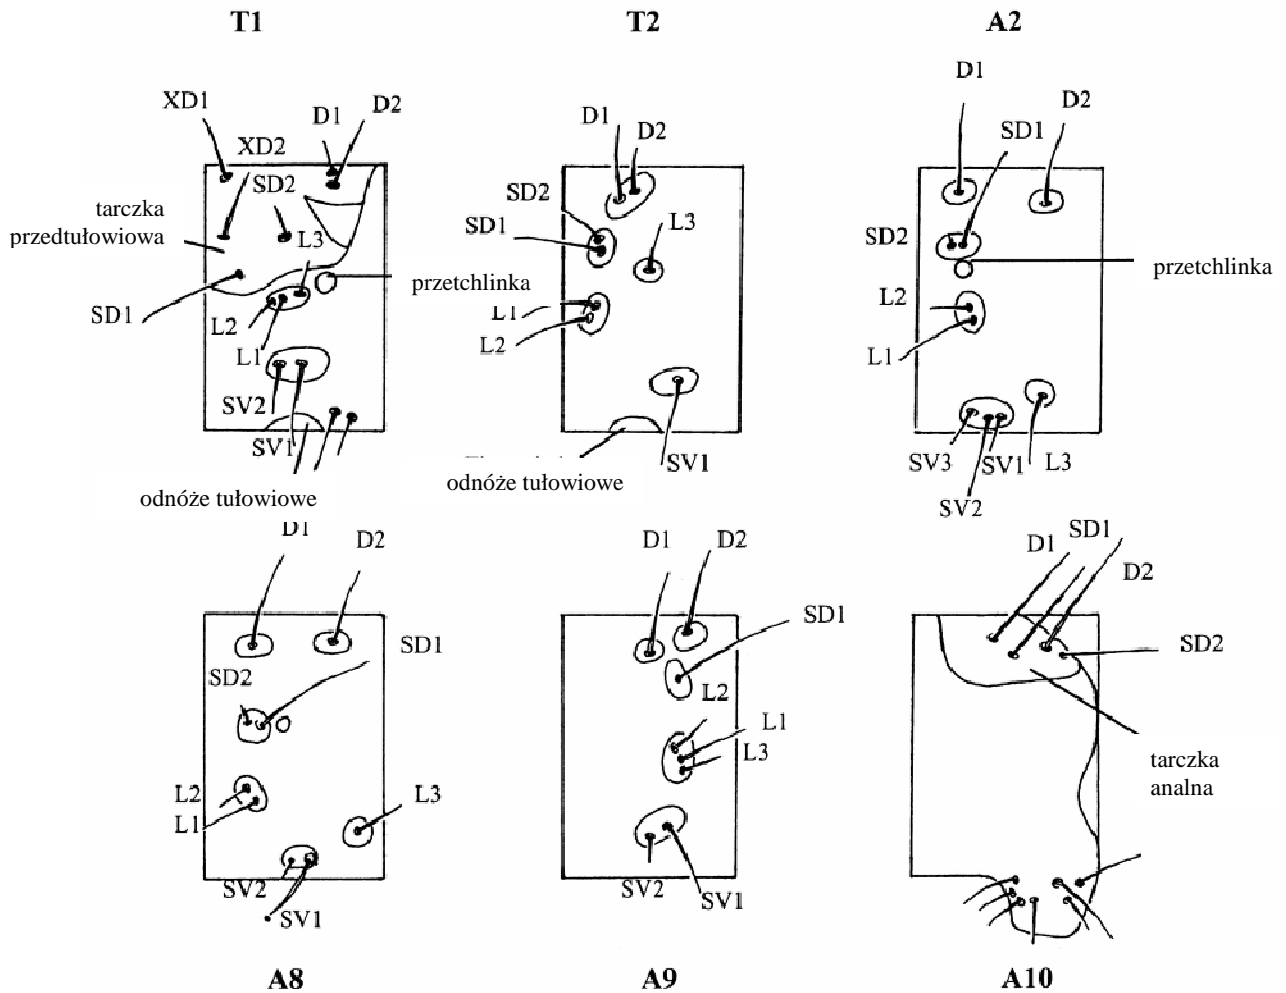 T1
T2
A2
XD1
XD2
D1
D2
SD2
tarczka
przedtułowiowa
L3
przetchlinka
SD1
L2
L1
SV2
SV1
odnóże tułowiowe
D1
D2
SD2
SD1
L3
L1
L2
SV1
odnóże tułowiowe
D1
D2
SD1
SD2
przetchlinka
L2
L1
SV3
SV1
L3
SV2
D1
D2
SD1
SD2
L2
L1
L3
SV2
SV1
D1
D2
SD1
L2
L1
L3
SV2
SV1
D1
SD1
D2
SD2
tarczka
analna
A8
A9
A10